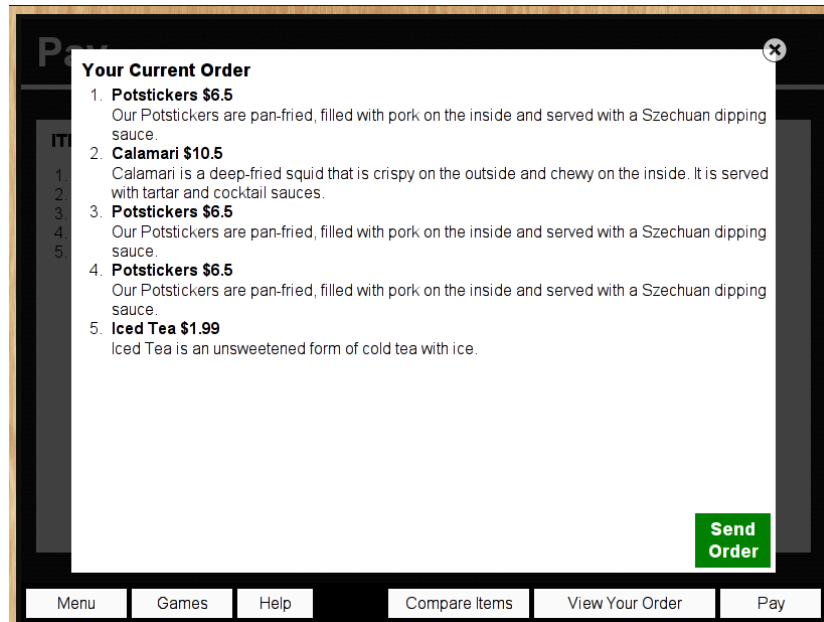 Your Current Order
1. Potstickers $6.5
Our Potstickers are pan-fried, filled with pork on the inside and served with a Szechuan dipping
sauce.
2. Calamari $10.5
Calamari is a deep-fried squid that is crispy on the outside and chewy on the inside. It is served
with tartar and cocktail sauces.
3. Potstickers $6.5
Our Potstickers are pan-fried, filled with pork on the inside and served with a Szechuan dipping
sauce.
4. Potstickers $6.5
Our Potstickers are pan-fried, filled with pork on the inside and served with a Szechuan dipping
sauce.
5. Iced Tea $1.99
Iced Tea is an unsweetened form of cold tea with ice.
Send
Order
1.
2.
3.
4.
5.
Menu Games Help Compare Items View Your Order Pay